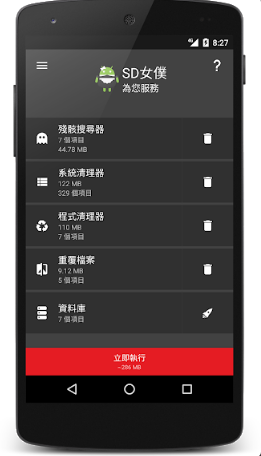 8:27
SD女僕
為您服務
?
殘骸搜尋器
7 個項目
44.78 MB
系統清理器
122 MB
329 個項目
程式清理器
110 MB
7 個項目
重覆檔案
9.12 MB
5 個項目
資料庫
7 個項目
立即執行
~286 MB